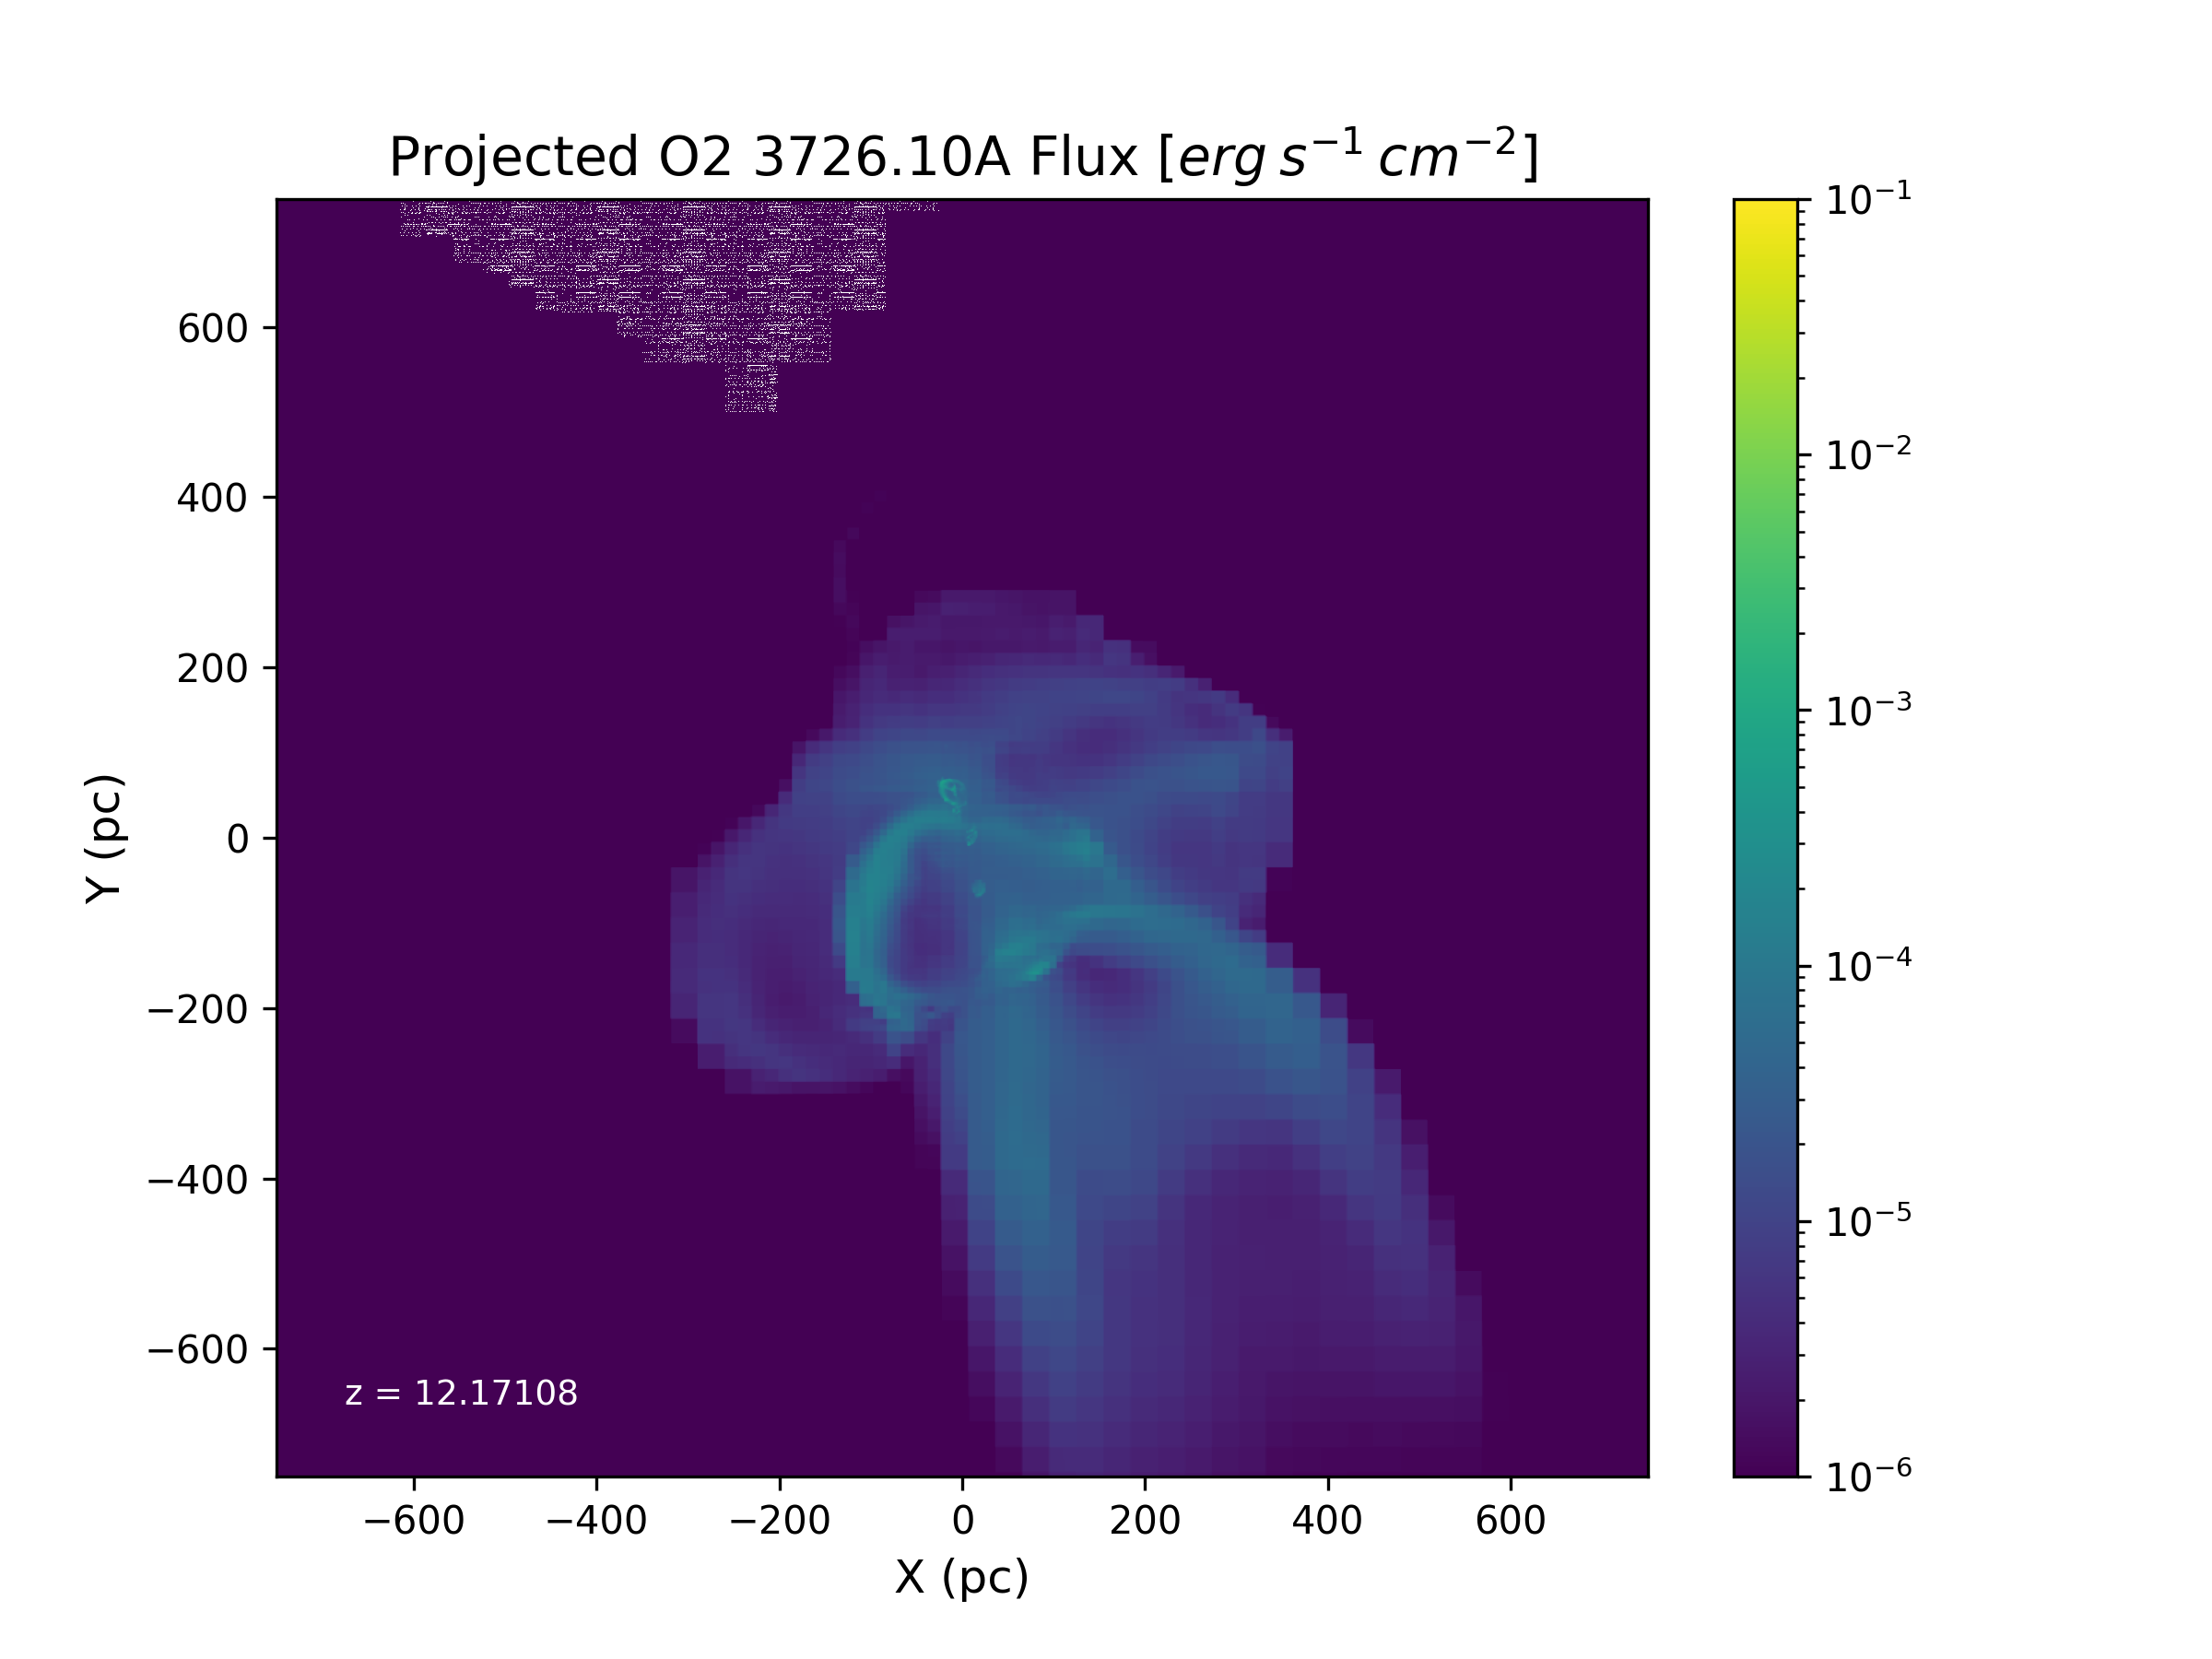 Projected O2 3726.10A Flux [erg s⁻¹ cm⁻²]
10⁻¹
10⁻²
10⁻³
10⁻⁴
10⁻⁵
10⁻⁶
Y (pc)
600
400
200
0
−200
−400
−600
z = 12.17108
−600 −400 −200 0 200 400 600
X (pc)